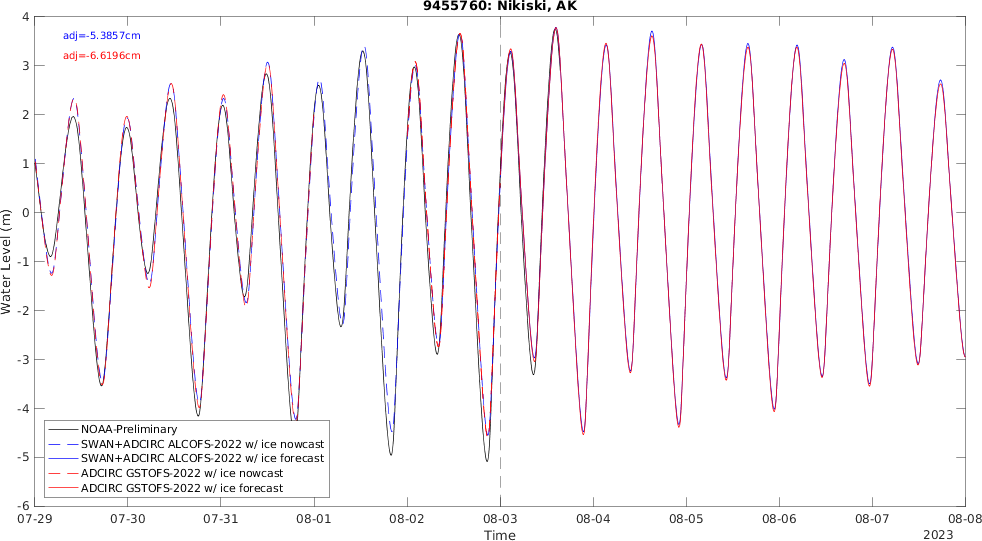 9455760: Nikiski, AK
adj=-5.3857cm
adj=-6.6196cm
Water Level (m)
4
3
2
1
0
-1
-2
-3
-4
-5
-6
NOAA-Preliminary
SWAN+ADCIRC ALCOFS-2022 w/ ice nowcast
SWAN+ADCIRC ALCOFS-2022 w/ ice forecast
ADCIRC GSTOFS-2022 w/ ice nowcast
ADCIRC GSTOFS-2022 w/ ice forecast
07-29 07-30 07-31 08-01 08-02 08-03 08-04 08-05 08-06 08-07 08-08
Time
2023